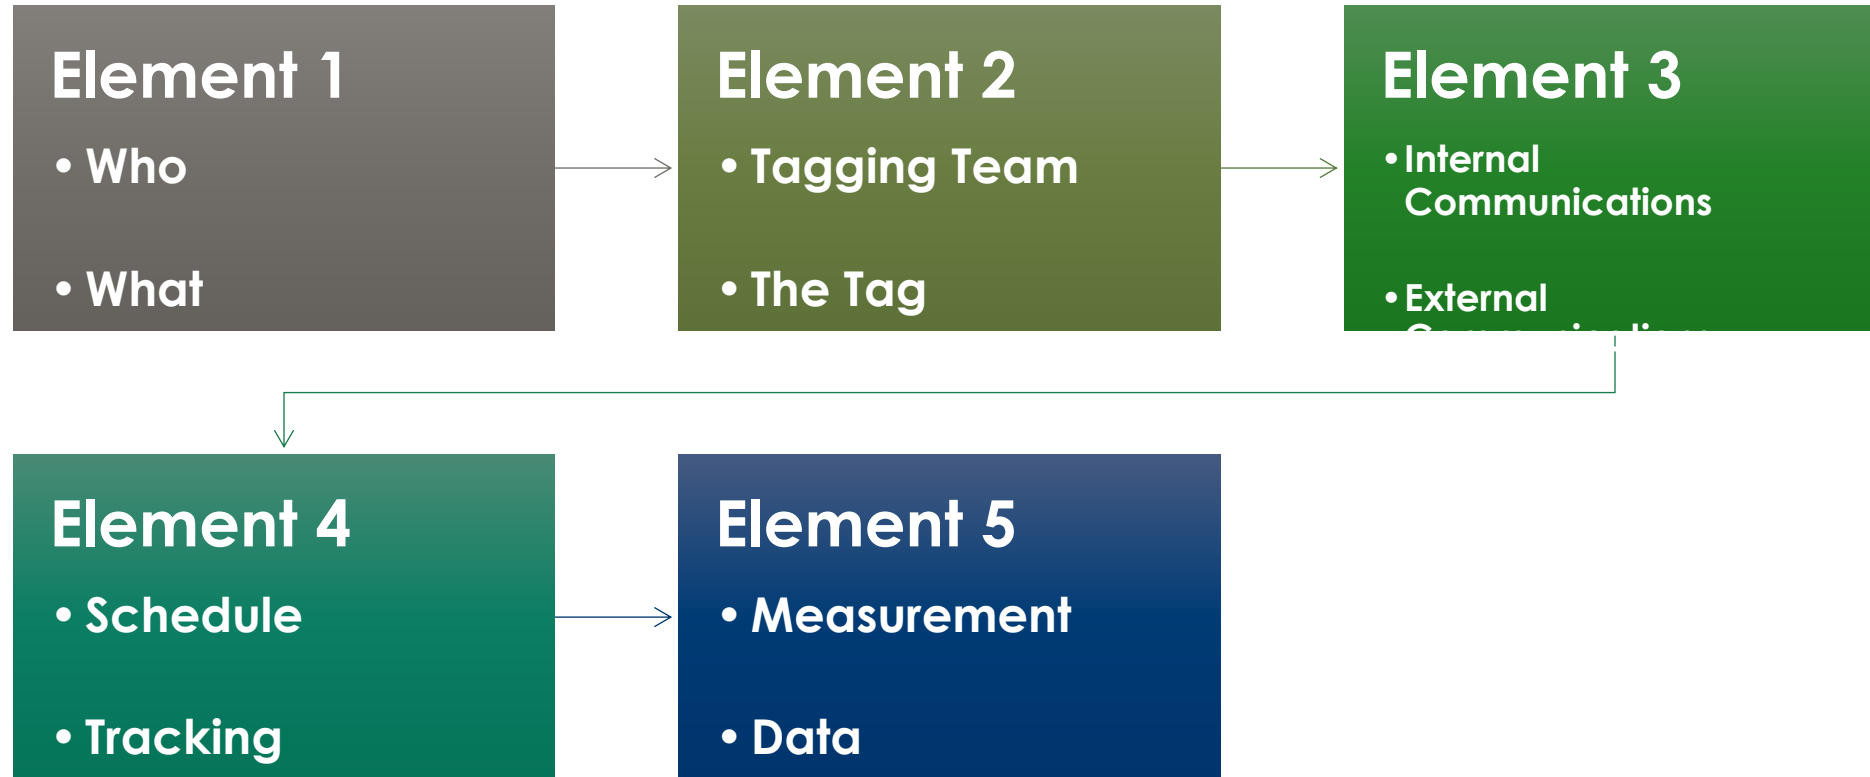 Element 1
• Who
• What
Element 2
• Tagging Team
• The Tag
Element 3
• Internal
Communications
• External
Communications
Element 4
• Schedule
• Tracking
Element 5
• Measurement
• Data